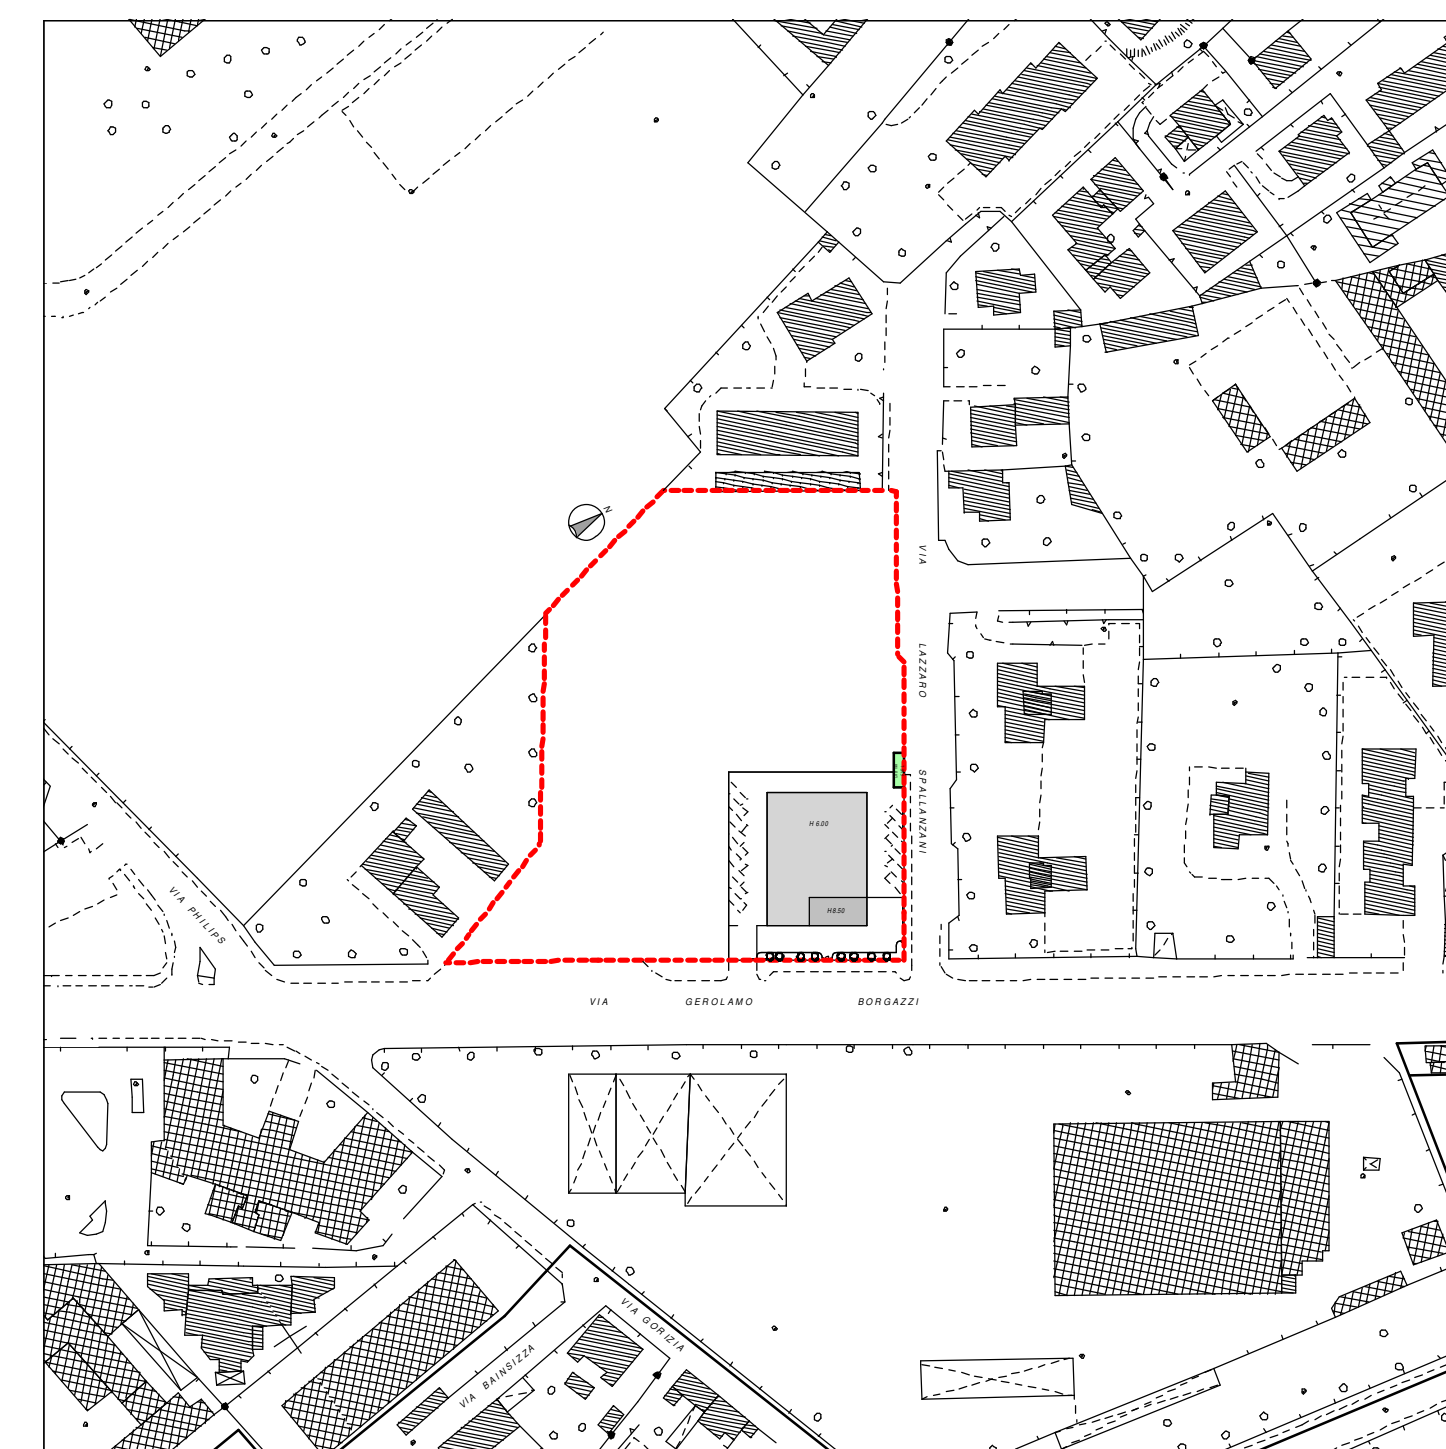 N
VIA
LAZZARO
SPALLANZANI
H 6.00
H 8.50
VIA PHILIPS
VIA GEROLAMO BORGAZZI
VIA GORIZIA
VIA BAINSIZZA